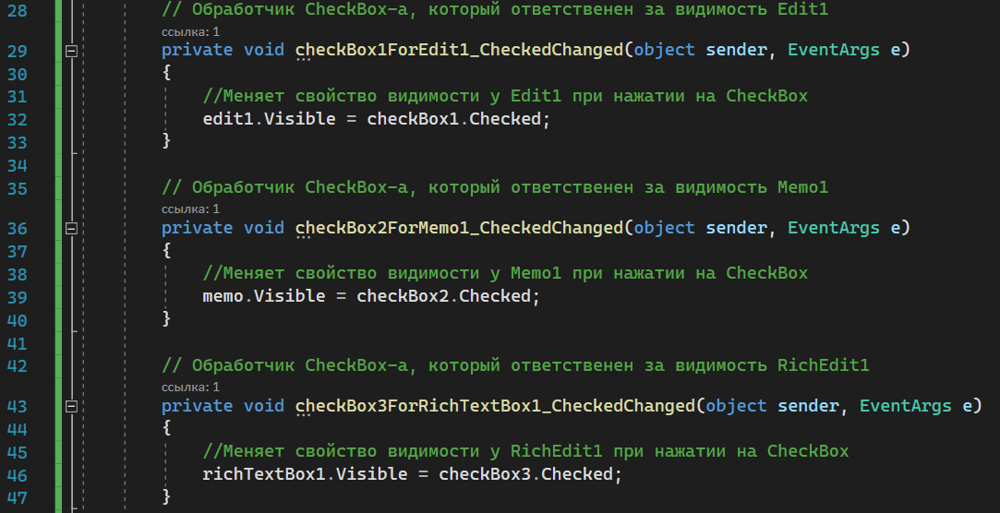 28 // Обработчик CheckBox-а, который ответственен за видимость Edit1
ссылка: 1
29 private void checkBox1ForEdit1_CheckedChanged(object sender, EventArgs e)
30 {
31 //Меняет свойство видимости у Edit1 при нажатии на CheckBox
32 edit1.Visible = checkBox1.Checked;
33 }
34
35 // Обработчик CheckBox-а, который ответственен за видимость Memo1
ссылка: 1
36 private void checkBox2ForMemo1_CheckedChanged(object sender, EventArgs e)
37 {
38 //Меняет свойство видимости у Memo1 при нажатии на CheckBox
39 memo.Visible = checkBox2.Checked;
40 }
41
42 // Обработчик CheckBox-а, который ответственен за видимость RichEdit1
ссылка: 1
43 private void checkBox3ForRichTextBox1_CheckedChanged(object sender, EventArgs e)
44 {
45 //Меняет свойство видимости у RichEdit1 при нажатии на CheckBox
46 richTextBox1.Visible = checkBox3.Checked;
47 }